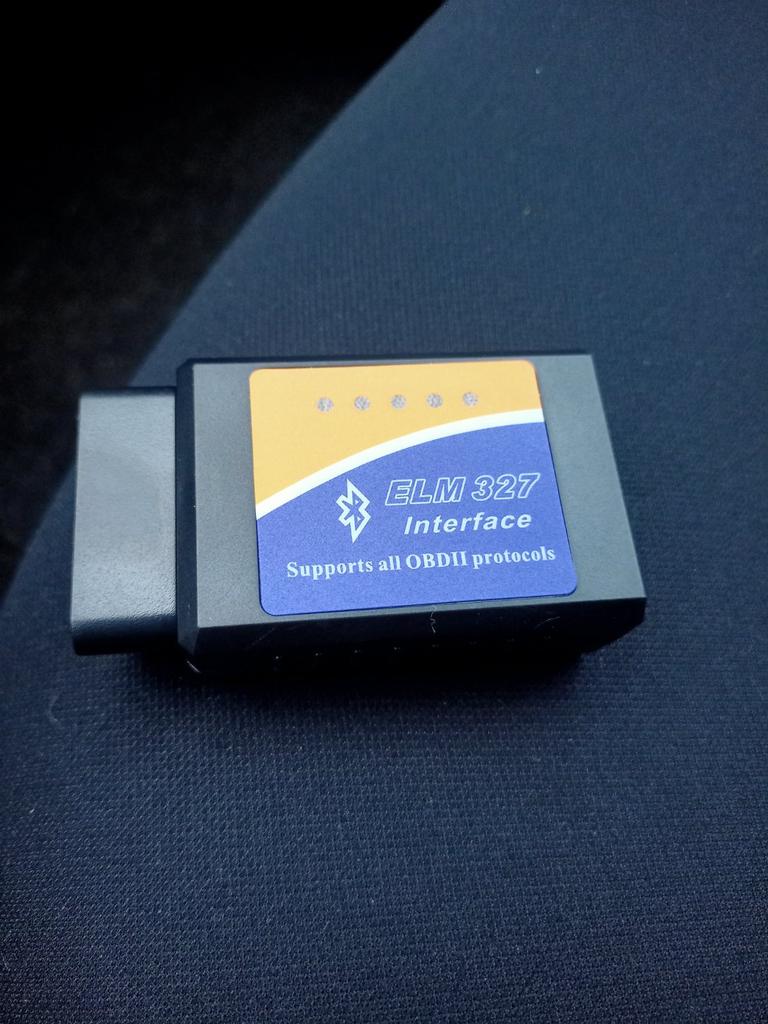 ELM 327
Interface
Supports all OBDII protocols